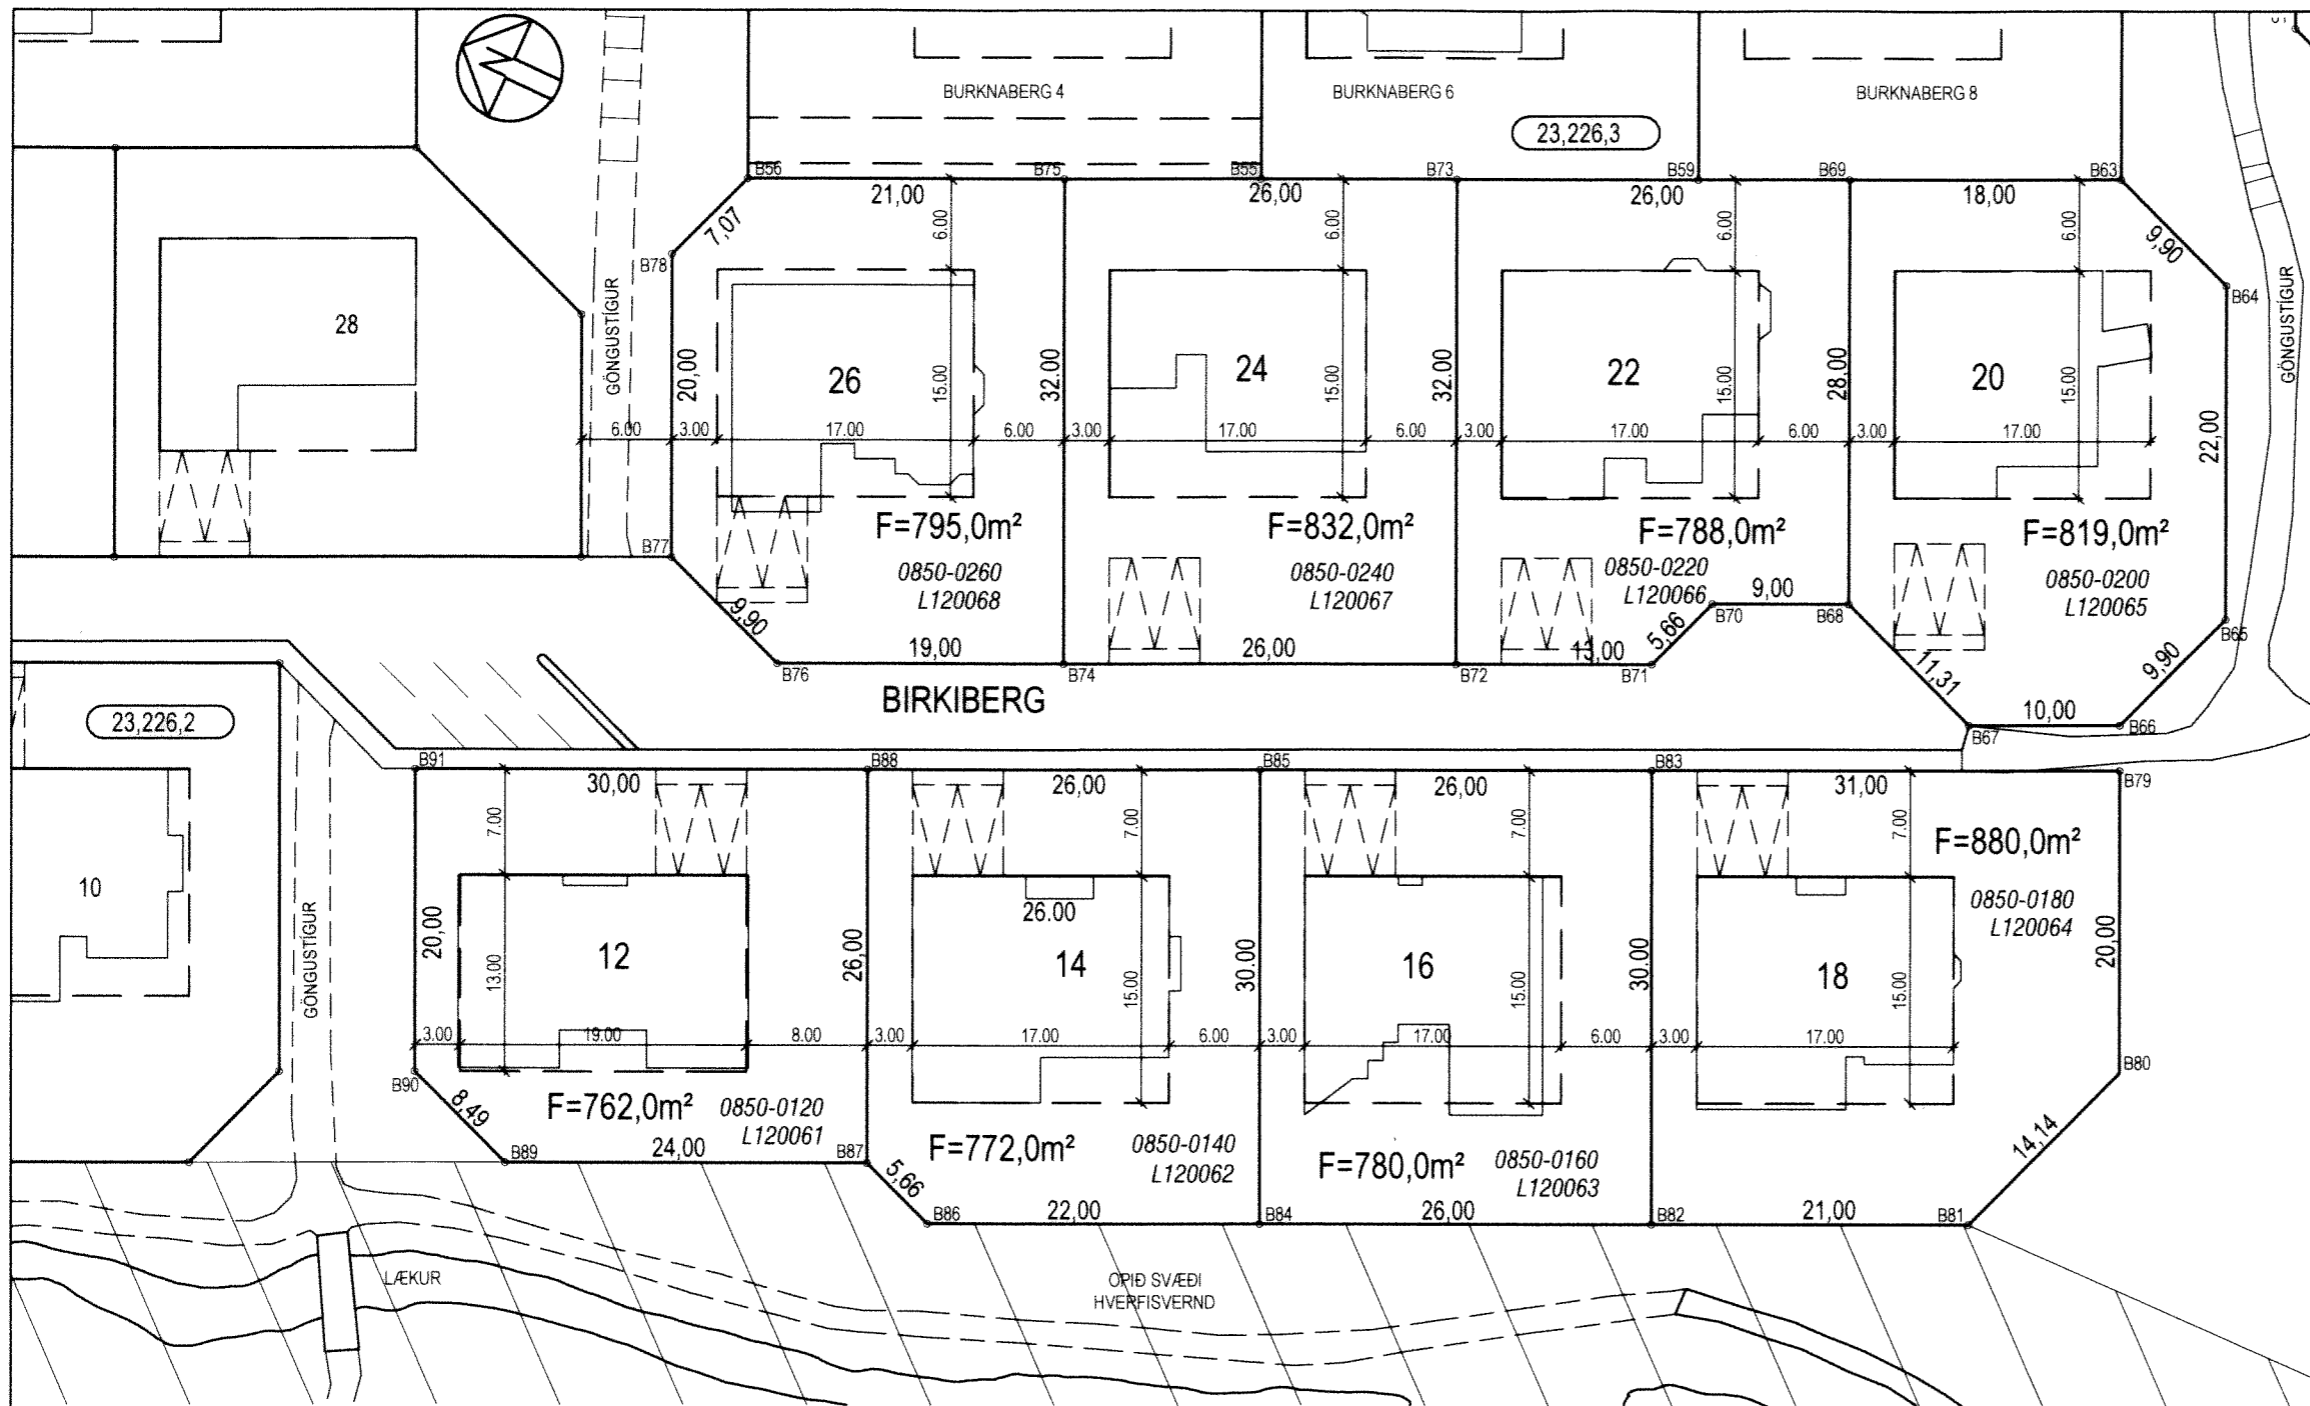 BURKNABERG 4
BURKNABERG 6
BURKNABERG 8
23,226,3
B56
B75
B55
B73
B59
B69
B63
21,00
26,00
26,00
18,00
7,07
6.00
6.00
6.00
6.00
9,90
B78
B64
GÖNGUSTÍGUR
GÖNGUSTÍGUR
28
26
24
22
20
20,00
32.00
32.00
28,00
22,00
15.00
15.00
15.00
15.00
6.00
3.00
17.00
6.00
3.00
17.00
6.00
3.00
17.00
6.00
3.00
17.00
F=795,0m²
F=832,0m²
F=788,0m²
F=819,0m²
B77
0850-0260
L120068
0850-0240
L120067
0850-0220
L120066
0850-0200
L120065
9,90
9,00
B70
B68
B65
5,66
19,00
26,00
13,00
11,31
9,90
B76
B74
B72
B71
BIRKIBERG
10,00
B67
B66
23,226,2
B91
B88
B85
B83
B79
30,00
26,00
26,00
31,00
7.00
7.00
7.00
7.00
F=880,0m²
0850-0180
L120064
10
GÖNGUSTÍGUR
20,00
12
26,00
26.00
14
30.00
16
30.00
18
20,00
13.00
15.00
15.00
15.00
3.00
19.00
8.00
3.00
17.00
6.00
3.00
17.00
6.00
3.00
17.00
B90
B80
8,49
F=762,0m²
0850-0120
L120061
F=772,0m²
0850-0140
L120062
F=780,0m²
0850-0160
L120063
14,14
B89
24,00
B87
5,66
B86
22,00
B84
26,00
B82
21,00
B81
LÆKUR
OPIÐ SVÆÐI
HVERFISVERND